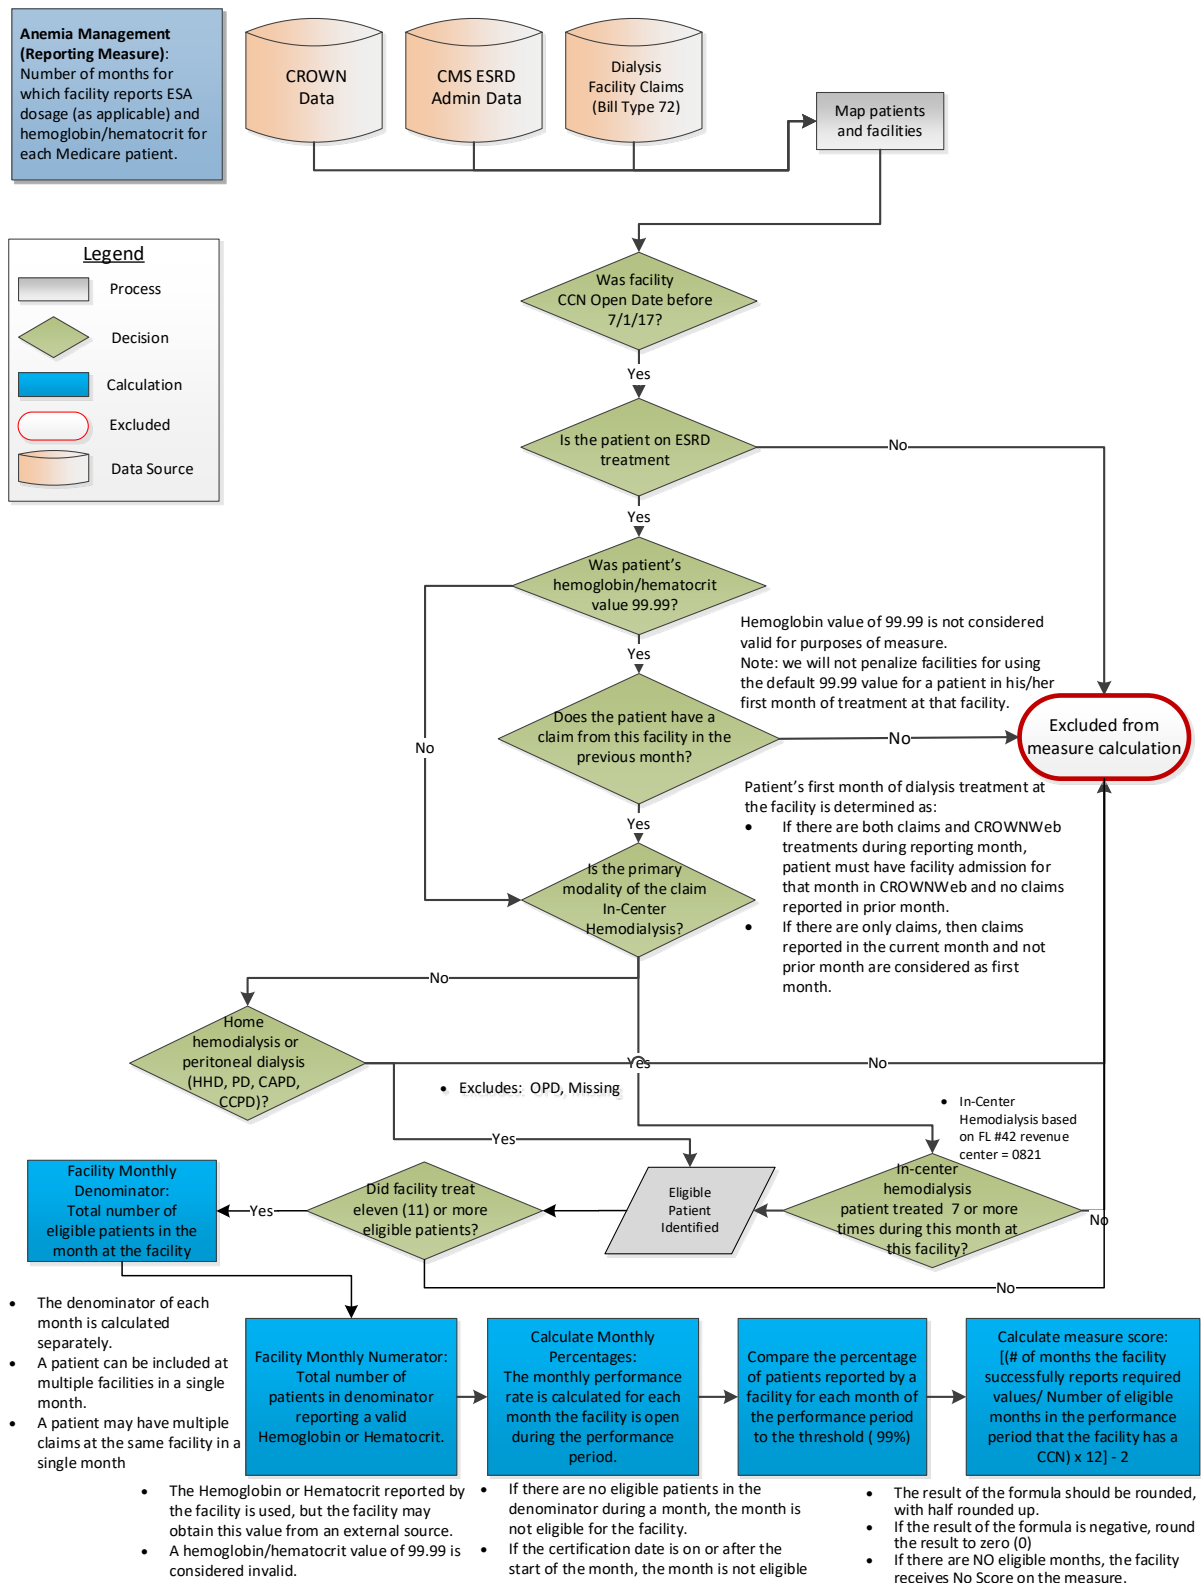 Anemia Management
(Reporting Measure):
Number of months for
which facility reports ESA
dosage (as applicable) and
hemoglobin/hematocrit for
each Medicare patient.
CROWN
Data
CMS ESRD
Admin Data
Dialysis
Facility Claims
(Bill Type 72)
Map patients
and facilities
Legend
Process
Decision
Calculation
Excluded
Data Source
Was facility
CCN Open Date before
7/1/17?
Yes
Is the patient on ESRD
treatment
No
Yes
Was patient's
hemoglobin/hematocrit
value 99.99?
Yes
No
Hemoglobin value of 99.99 is not considered
valid for purposes of measure.
Note: we will not penalize facilities for using
the default 99.99 value for a patient in his/her
first month of treatment at that facility.
Does the patient have a
claim from this facility in the
previous month?
No
Excluded from
measure calculation
Yes
Patient's first month of dialysis treatment at
the facility is determined as:
• If there are both claims and CROWNWeb
treatments during reporting month,
patient must have facility admission for
that month in CROWNWeb and no claims
reported in prior month.
• If there are only claims, then claims
reported in the current month and not
prior month are considered as first
month.
Is the primary
modality of the claim
In-Center
Hemodialysis?
No
Home
hemodialysis or
peritoneal dialysis
(HHD, PD, CAPD,
CCPD)?
Yes
No
• Excludes: OPD, Missing
Yes
• In-Center
Hemodialysis based
on FL #42 revenue
center = 0821
In-center
hemodialysis
patient treated 7 or more
times during this month at
this facility?
No
Eligible
Patient
Identified
Did facility treat
eleven (11) or more
eligible patients?
Yes
No
Facility Monthly
Denominator:
Total number of
eligible patients in the
month at the facility
• The denominator of each
month is calculated
separately.
• A patient can be included at
multiple facilities in a single
month.
• A patient may have multiple
claims at the same facility in a
single month
Facility Monthly Numerator:
Total number of
patients in denominator
reporting a valid
Hemoglobin or Hematocrit.
Calculate Monthly
Percentages:
The monthly performance
rate is calculated for each
month the facility is open
during the performance
period.
Compare the percentage
of patients reported by a
facility for each month of
the performance period
to the threshold ( 99%)
Calculate measure score:
[(# of months the facility
successfully reports required
values/ Number of eligible
months in the performance
period that the facility has a
CCN) x 12] - 2
• The Hemoglobin or Hematocrit reported by
the facility is used, but the facility may
obtain this value from an external source.
• A hemoglobin/hematocrit value of 99.99 is
considered invalid.
• If there are no eligible patients in the
denominator during a month, the month is
not eligible for the facility.
• If the certification date is on or after the
start of the month, the month is not eligible
• The result of the formula should be rounded,
with half rounded up.
• If the result of the formula is negative, round
the result to zero (0)
• If there are NO eligible months, the facility
receives No Score on the measure.